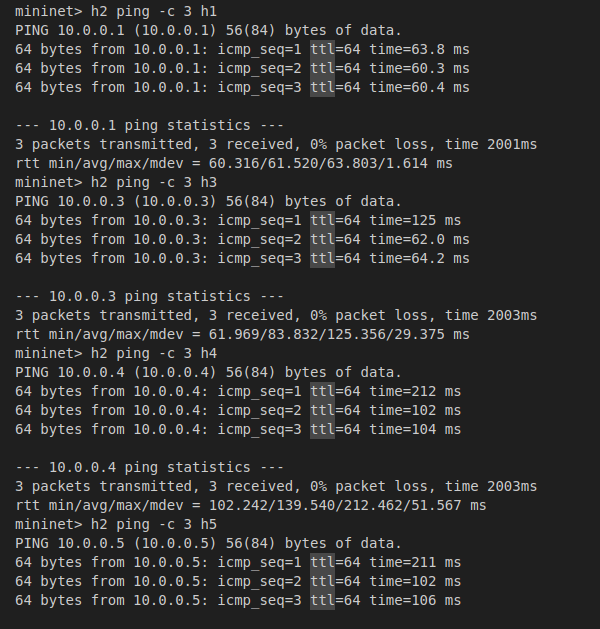 mininet> h2 ping -c 3 h1
PING 10.0.0.1 (10.0.0.1) 56(84) bytes of data.
64 bytes from 10.0.0.1: icmp_seq=1 ttl=64 time=63.8 ms
64 bytes from 10.0.0.1: icmp_seq=2 ttl=64 time=60.3 ms
64 bytes from 10.0.0.1: icmp_seq=3 ttl=64 time=60.4 ms
--- 10.0.0.1 ping statistics ---
3 packets transmitted, 3 received, 0% packet loss, time 2001ms
rtt min/avg/max/mdev = 60.316/61.520/63.803/1.614 ms
mininet> h2 ping -c 3 h3
PING 10.0.0.3 (10.0.0.3) 56(84) bytes of data.
64 bytes from 10.0.0.3: icmp_seq=1 ttl=64 time=125 ms
64 bytes from 10.0.0.3: icmp_seq=2 ttl=64 time=62.0 ms
64 bytes from 10.0.0.3: icmp_seq=3 ttl=64 time=64.2 ms
--- 10.0.0.3 ping statistics ---
3 packets transmitted, 3 received, 0% packet loss, time 2003ms
rtt min/avg/max/mdev = 61.969/83.832/125.356/29.375 ms
mininet> h2 ping -c 3 h4
PING 10.0.0.4 (10.0.0.4) 56(84) bytes of data.
64 bytes from 10.0.0.4: icmp_seq=1 ttl=64 time=212 ms
64 bytes from 10.0.0.4: icmp_seq=2 ttl=64 time=102 ms
64 bytes from 10.0.0.4: icmp_seq=3 ttl=64 time=104 ms
--- 10.0.0.4 ping statistics ---
3 packets transmitted, 3 received, 0% packet loss, time 2003ms
rtt min/avg/max/mdev = 102.242/139.540/212.462/51.567 ms
mininet> h2 ping -c 3 h5
PING 10.0.0.5 (10.0.0.5) 56(84) bytes of data.
64 bytes from 10.0.0.5: icmp_seq=1 ttl=64 time=211 ms
64 bytes from 10.0.0.5: icmp_seq=2 ttl=64 time=102 ms
64 bytes from 10.0.0.5: icmp_seq=3 ttl=64 time=106 ms